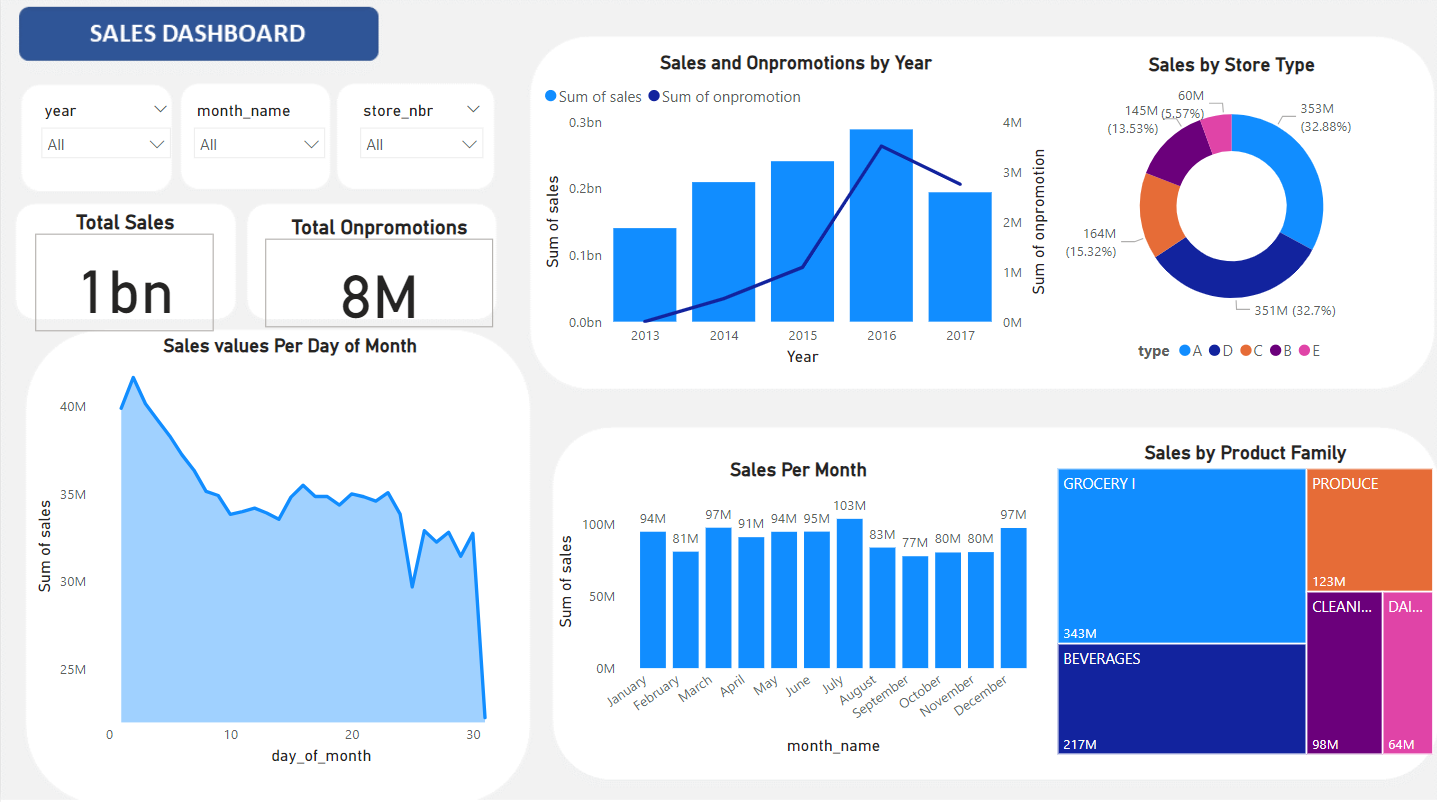 SALES DASHBOARD
year
All
month_name
All
store_nbr
All
Total Sales
1bn
Total Onpromotions
8M
Sales and Onpromotions by Year
Sum of sales Sum of onpromotion
0.3bn
0.2bn
0.1bn
0.0bn
Sum of sales
4M
3M
2M
1M
0M
Sum of onpromotion
2013 2014 2015 2016 2017
Year
Sales by Store Type
60M
(5.57%)
145M
(13.53%)
353M
(32.88%)
164M
(15.32%)
351M (32.7%)
type A D C B E
Sales values Per Day of Month
40M
35M
30M
25M
Sum of sales
0 10 20 30
day_of_month
Sales Per Month
100M
50M
0M
Sum of sales
94M 81M 97M 91M 94M 95M 103M 83M 77M 80M 80M 97M
January February March April May June July August September October November December
month_name
Sales by Product Family
GROCERY I
343M
BEVERAGES
217M
PRODUCE
123M
CLEANI...
98M
DAI...
64M